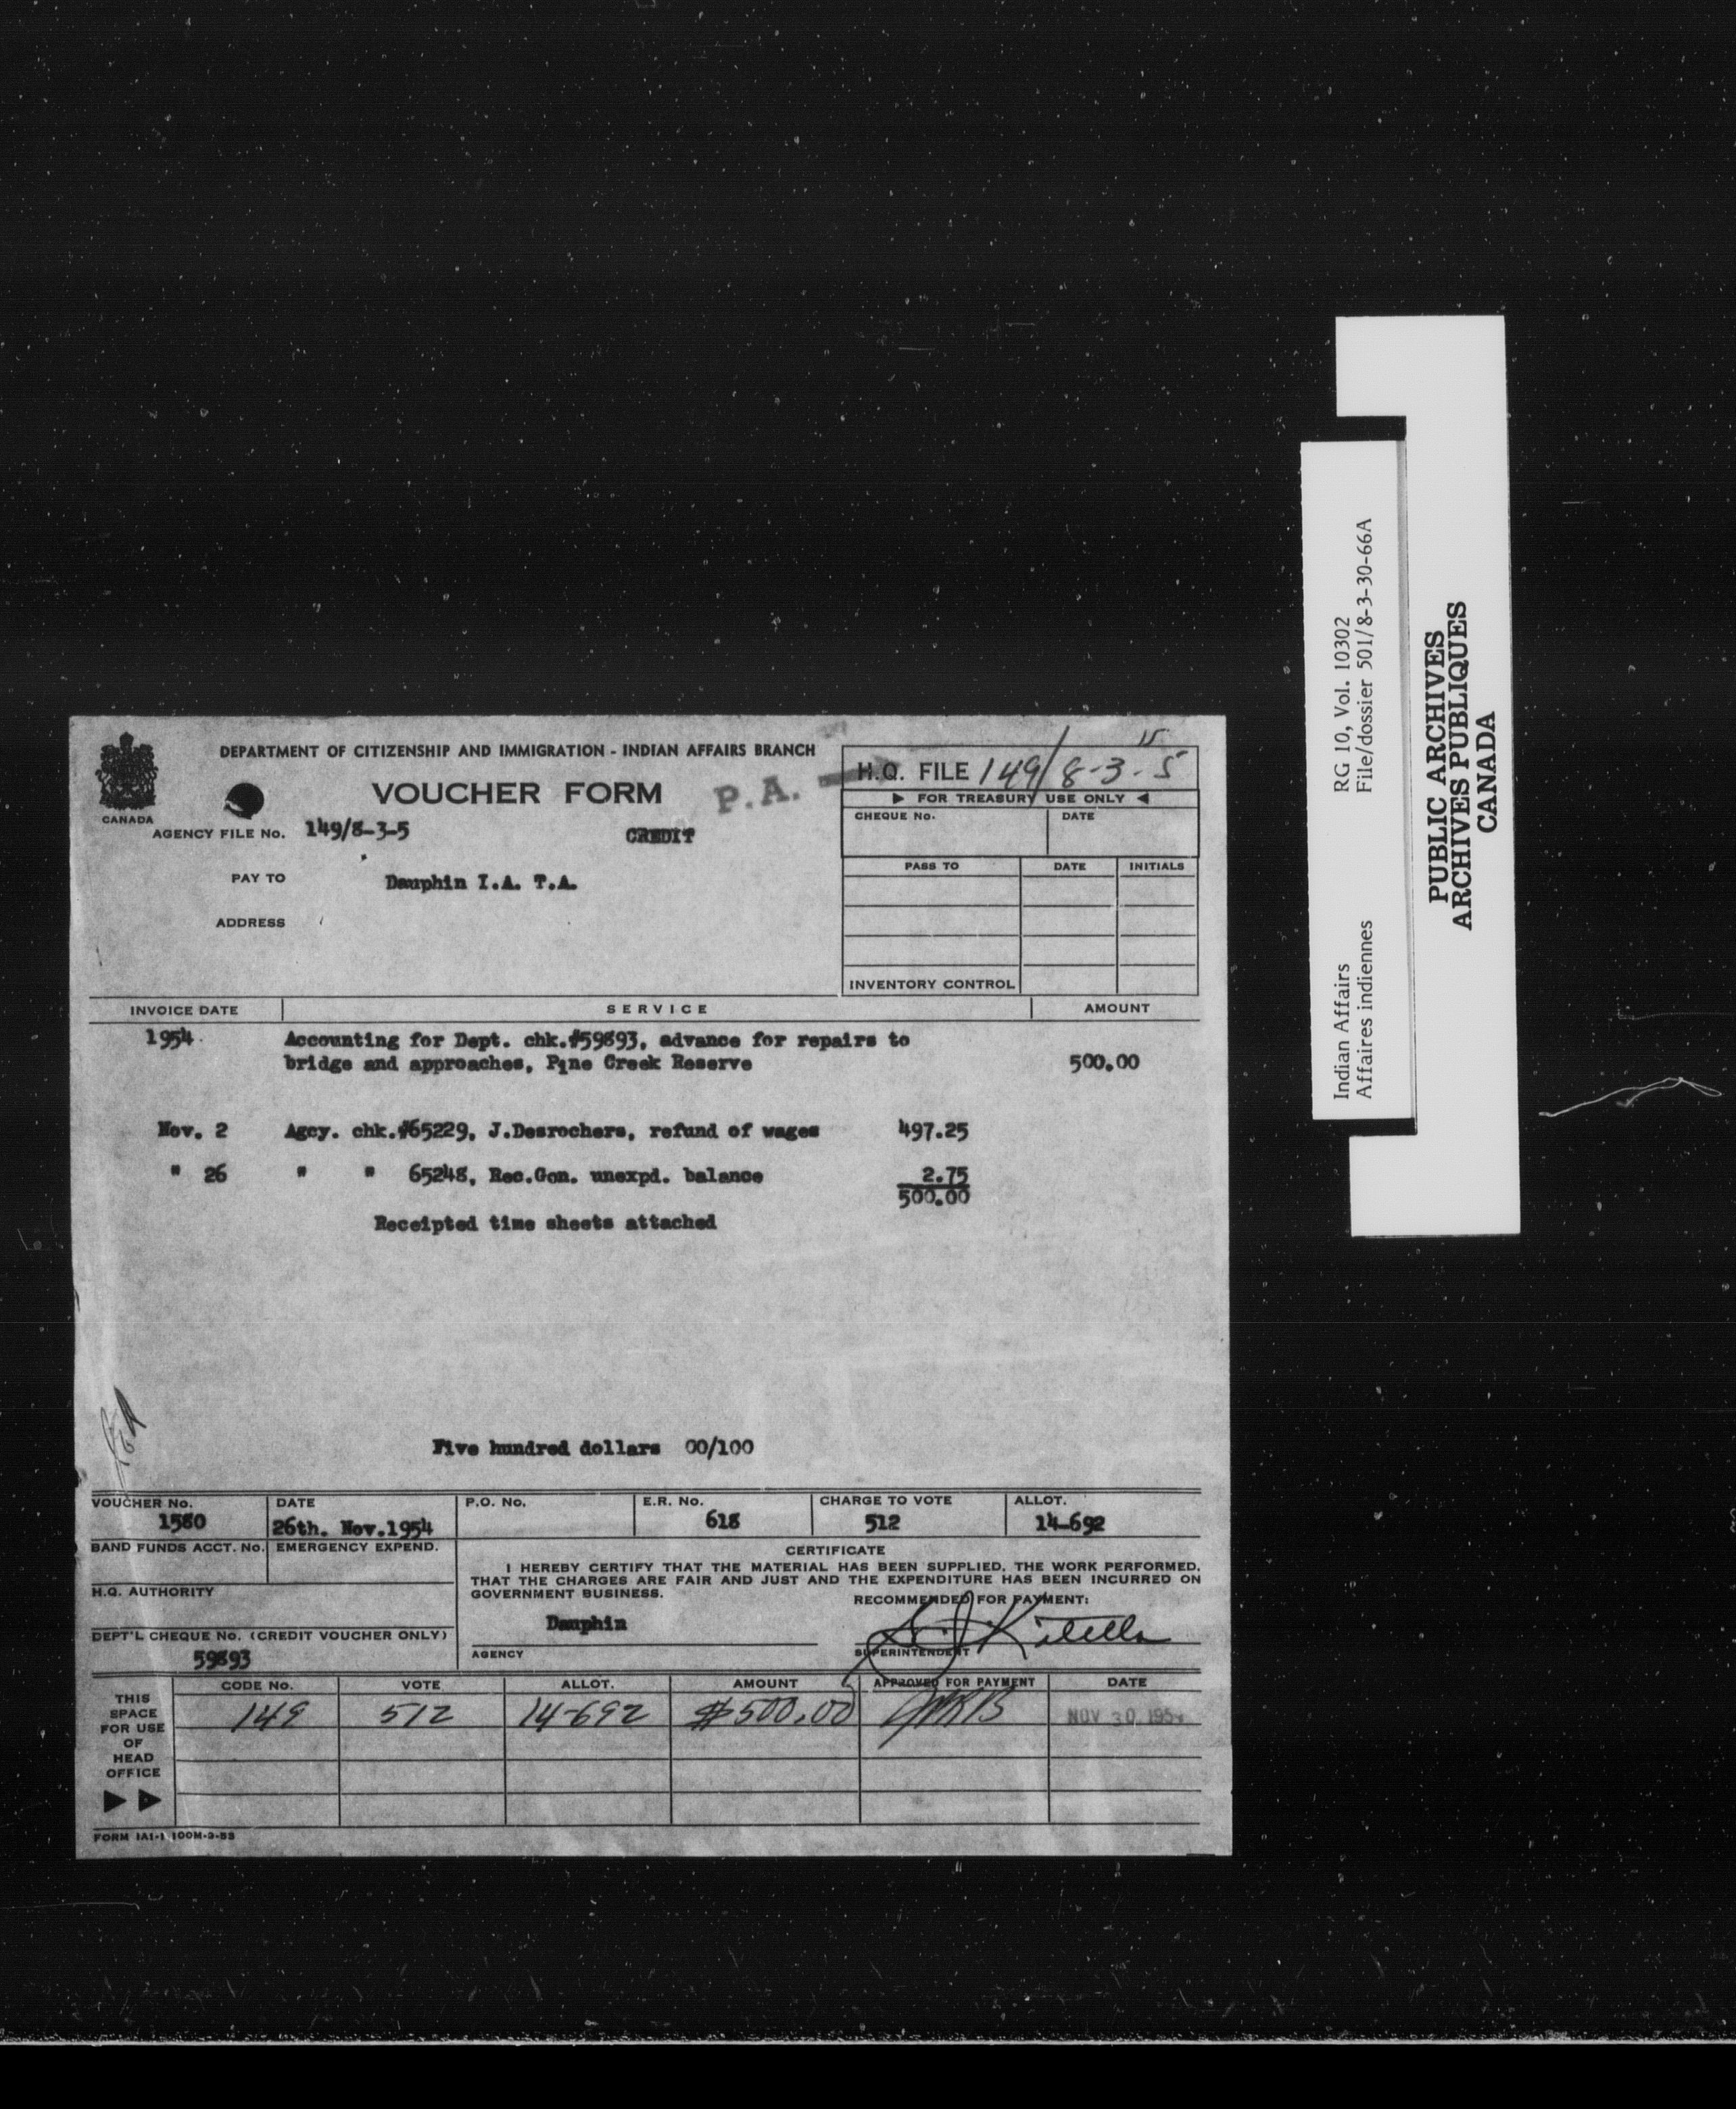 DEPARTMENT OF CITIZENSHIP AND IMMIGRATION - INDIAN AFFAIRS BRANCH
VOUCHER FORM
P.A.
CANADA
AGENCY FILE No. 149/8-3-5
CREDIT
PAY TO Dauphin I.A. T.A.
ADDRESS
H.Q. FILE 149/8-3-5
15
▶ FOR TREASURY USE ONLY ◀
CHEQUE No. DATE
PASS TO DATE INITIALS
INVENTORY CONTROL
INVOICE DATE SERVICE AMOUNT
1954 Accounting for Dept. chk.#59893, advance for repairs to
bridge and approaches, Pine Creek Reserve 500.00
Nov. 2 Agcy. chk.#65229, J.Desrochers, refund of wages 497.25
" 26 " " 65248, Rec.Gen. unexpd. balance 2.75
500.00
Receipted time sheets attached
Five hundred dollars 00/100
VOUCHER No. DATE P.O. No. E.R. No. CHARGE TO VOTE ALLOT.
1580 26th. Nov.1954 618 512 14-692
BAND FUNDS ACCT. No. EMERGENCY EXPEND.
CERTIFICATE
I HEREBY CERTIFY THAT THE MATERIAL HAS BEEN SUPPLIED, THE WORK PERFORMED,
THAT THE CHARGES ARE FAIR AND JUST AND THE EXPENDITURE HAS BEEN INCURRED ON
GOVERNMENT BUSINESS.
H.Q. AUTHORITY
RECOMMENDED FOR PAYMENT:
Dauphin
DEPT'L CHEQUE No. (CREDIT VOUCHER ONLY)
59893
AGENCY SUPERINTENDENT
THIS SPACE FOR USE OF HEAD OFFICE
CODE No. VOTE ALLOT. AMOUNT APPROVED FOR PAYMENT DATE
149 512 14-692 $500.00 NOV 30 1954
FORM IA1-1 100M-3-53
Indian Affairs RG 10, Vol. 10302
Affaires indiennes File/dossier 501/8-3-30-66A
PUBLIC ARCHIVES
ARCHIVES PUBLIQUES
CANADA